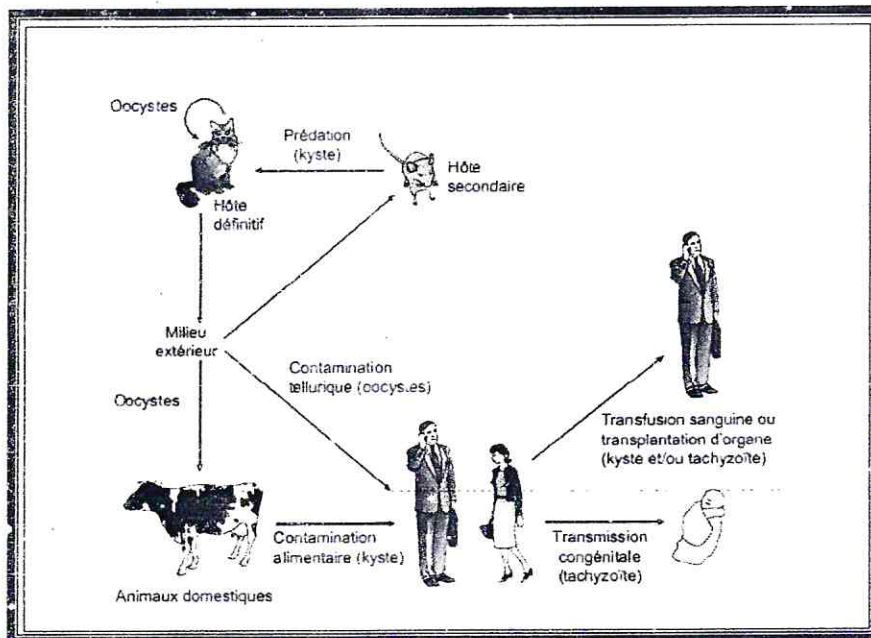 Oocystes
Prédation
(kyste)
Hôte
secondaire
Hôte
définitif
Milieu
extérieur
Contamination
tellurique (oocystes)
Oocystes
Transfusion sanguine ou
transplantation d'organe
(kyste et/ou tachyzoïte)
Contamination
alimentaire (kyste)
Transmission
congénitale
(tachyzoïte)
Animaux domestiques